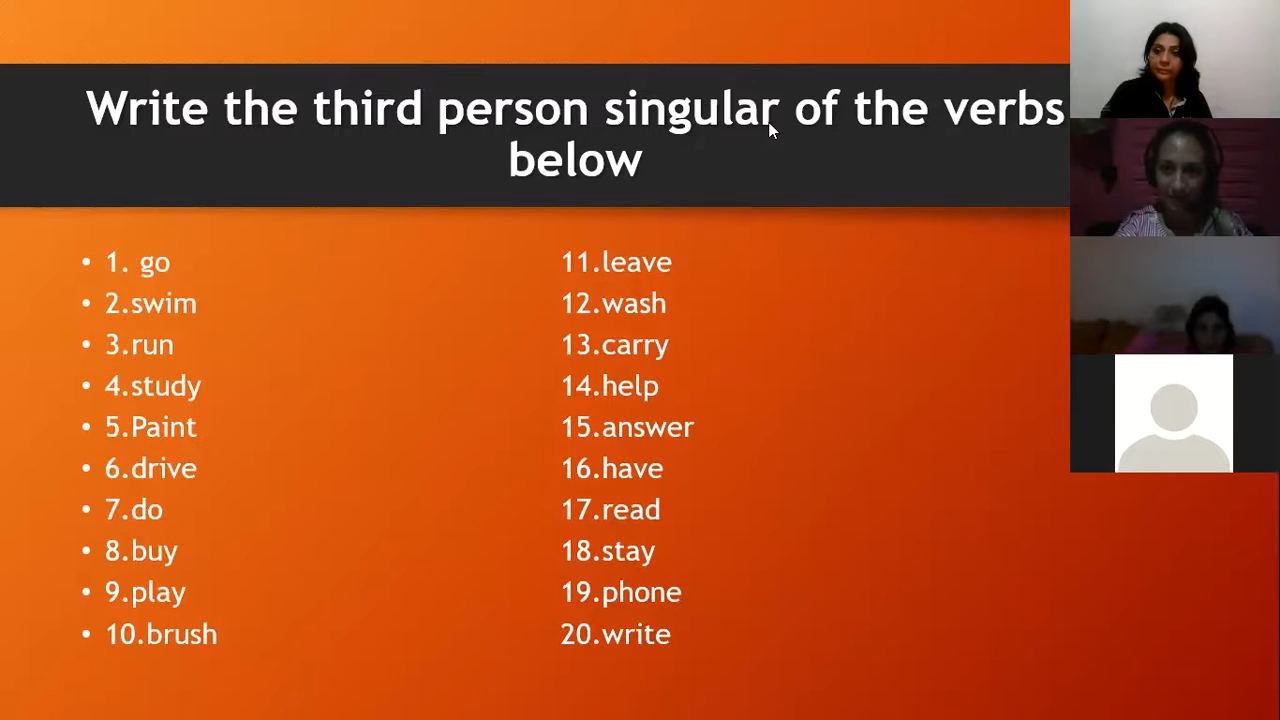 Write the third person singular of the verbs
below
• 1. go
• 2.swim
• 3.run
• 4.study
• 5.Paint
• 6.drive
• 7.do
• 8.buy
• 9.play
• 10.brush
11.leave
12.wash
13.carry
14.help
15.answer
16.have
17.read
18.stay
19.phone
20.write